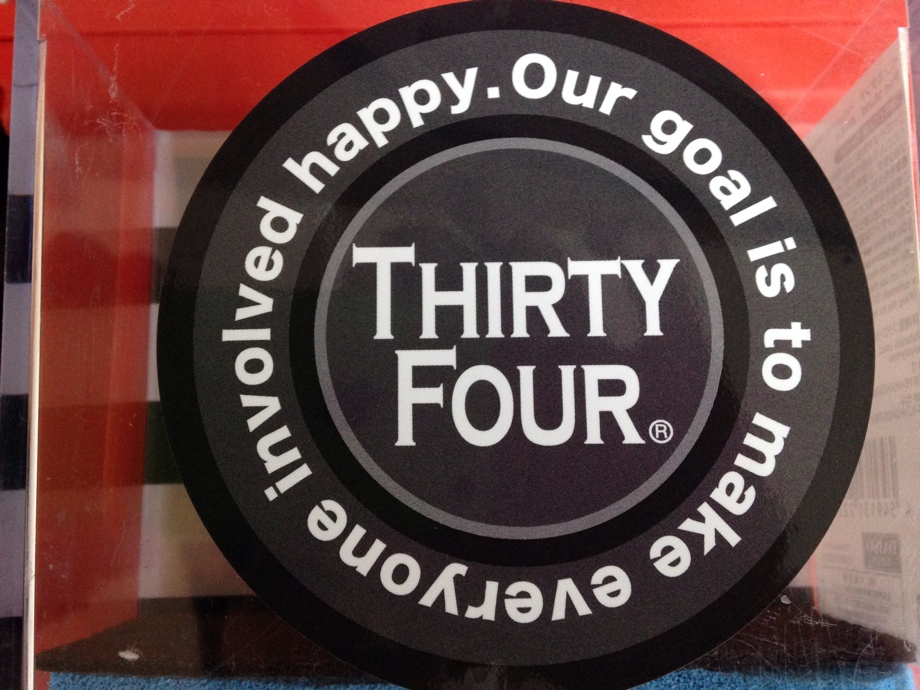 Our goal is to make everyone involved happy.
THIRTY
FOUR®